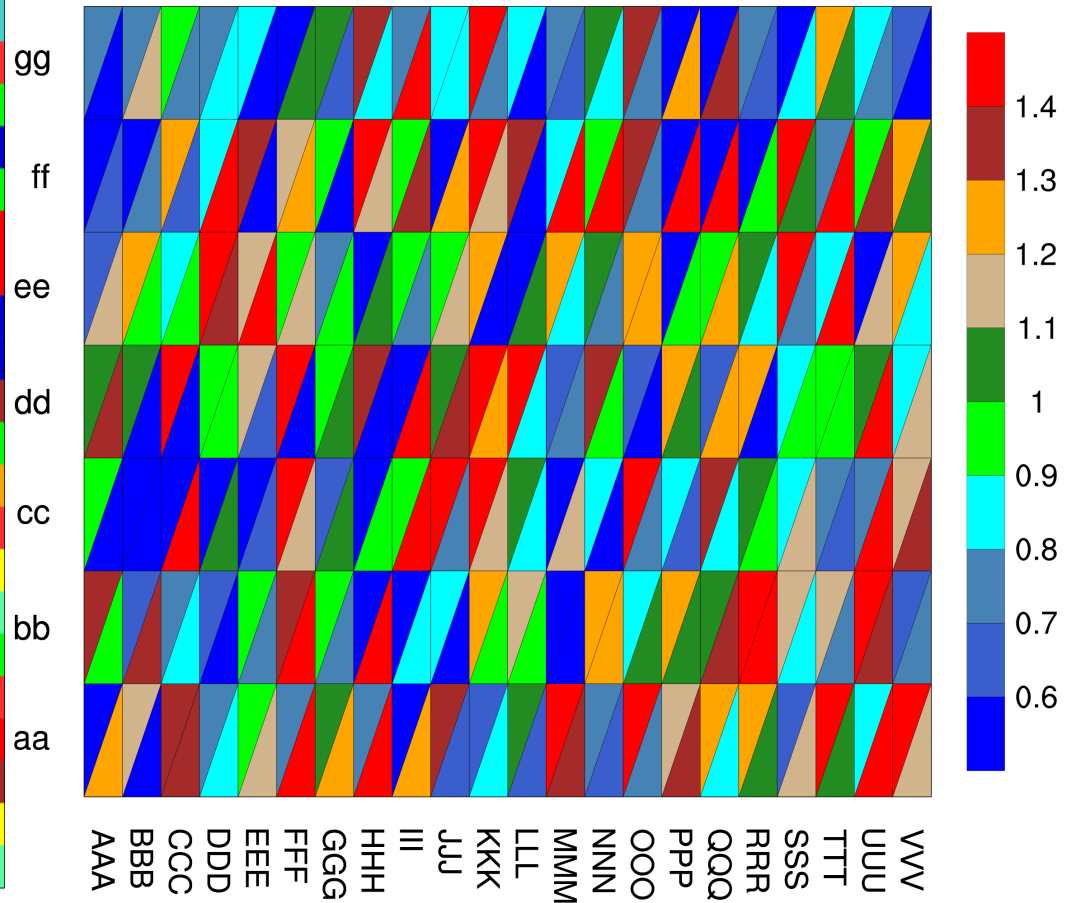 gg
ff
ee
dd
cc
bb
aa
AAA
BBB
CCC
DDD
EEE
FFF
GGG
HHH
III
JJJ
KKK
LLL
MMM
NNN
OOO
PPP
QQQ
RRR
SSS
TTT
UUU
VVV
1.4
1.3
1.2
1.1
1
0.9
0.8
0.7
0.6